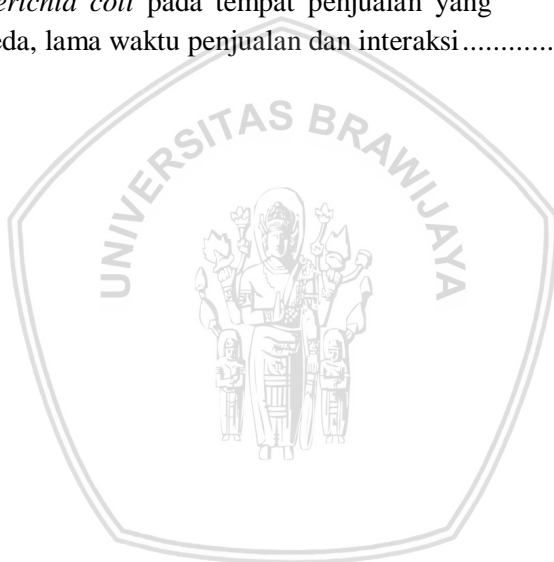 erichia coli pada tempat penjualan yang
eda, lama waktu penjualan dan interaksi............
UNIVERSITAS BRAWIJAYA